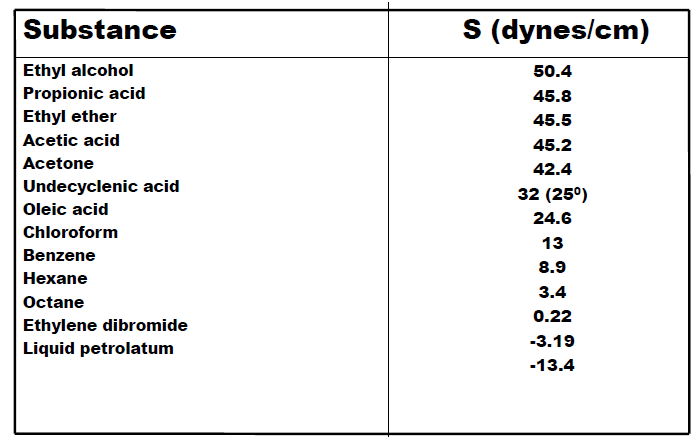 Substance S (dynes/cm)
Ethyl alcohol 50.4
Propionic acid 45.8
Ethyl ether 45.5
Acetic acid 45.2
Acetone 42.4
Undecyclenic acid 32 (25⁰)
Oleic acid 24.6
Chloroform 13
Benzene 8.9
Hexane 3.4
Octane 0.22
Ethylene dibromide -3.19
Liquid petrolatum -13.4